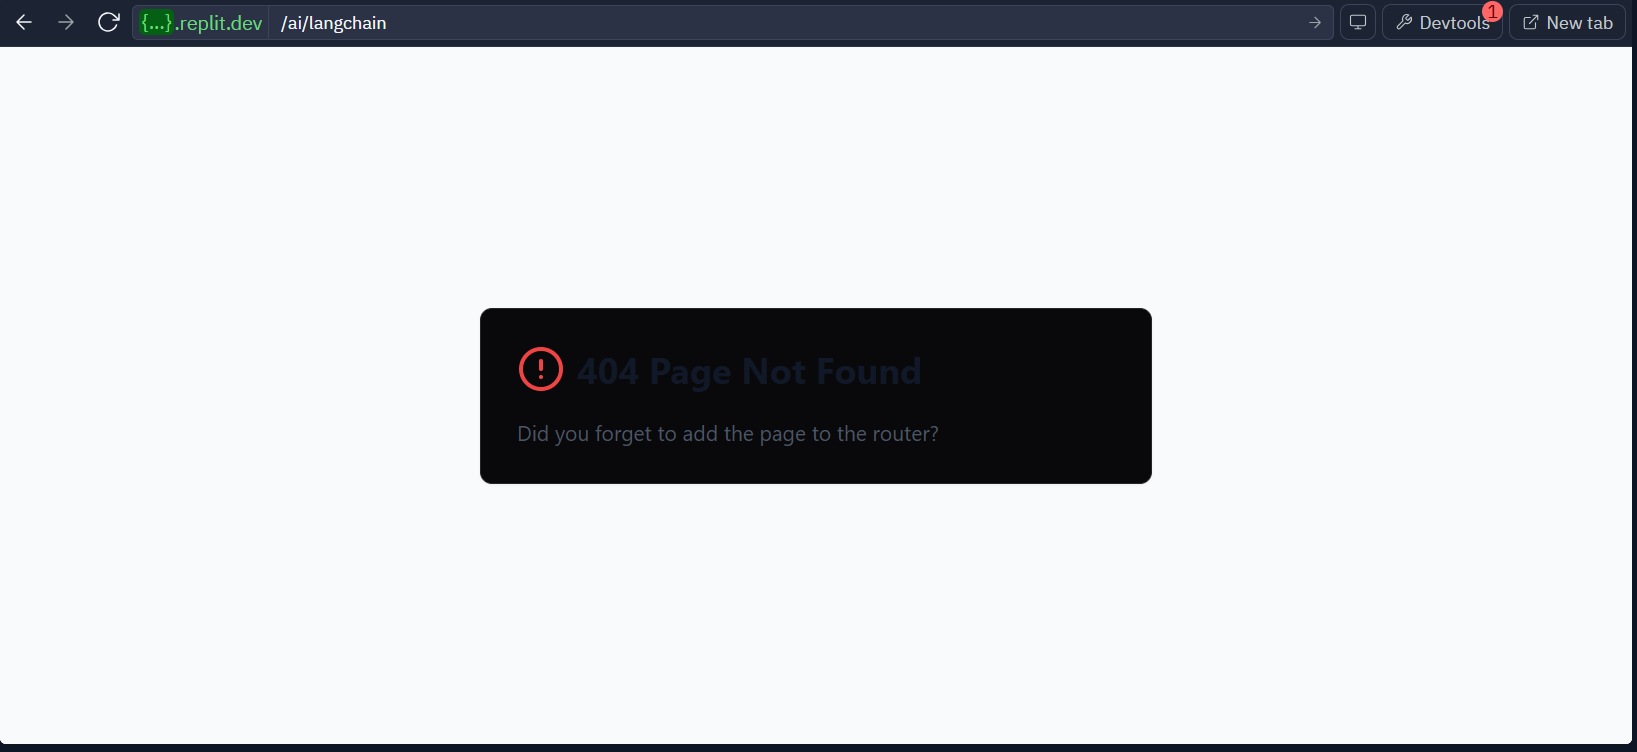 {...}.replit.dev /ai/langchain Devtools 1 New tab
404 Page Not Found
Did you forget to add the page to the router?